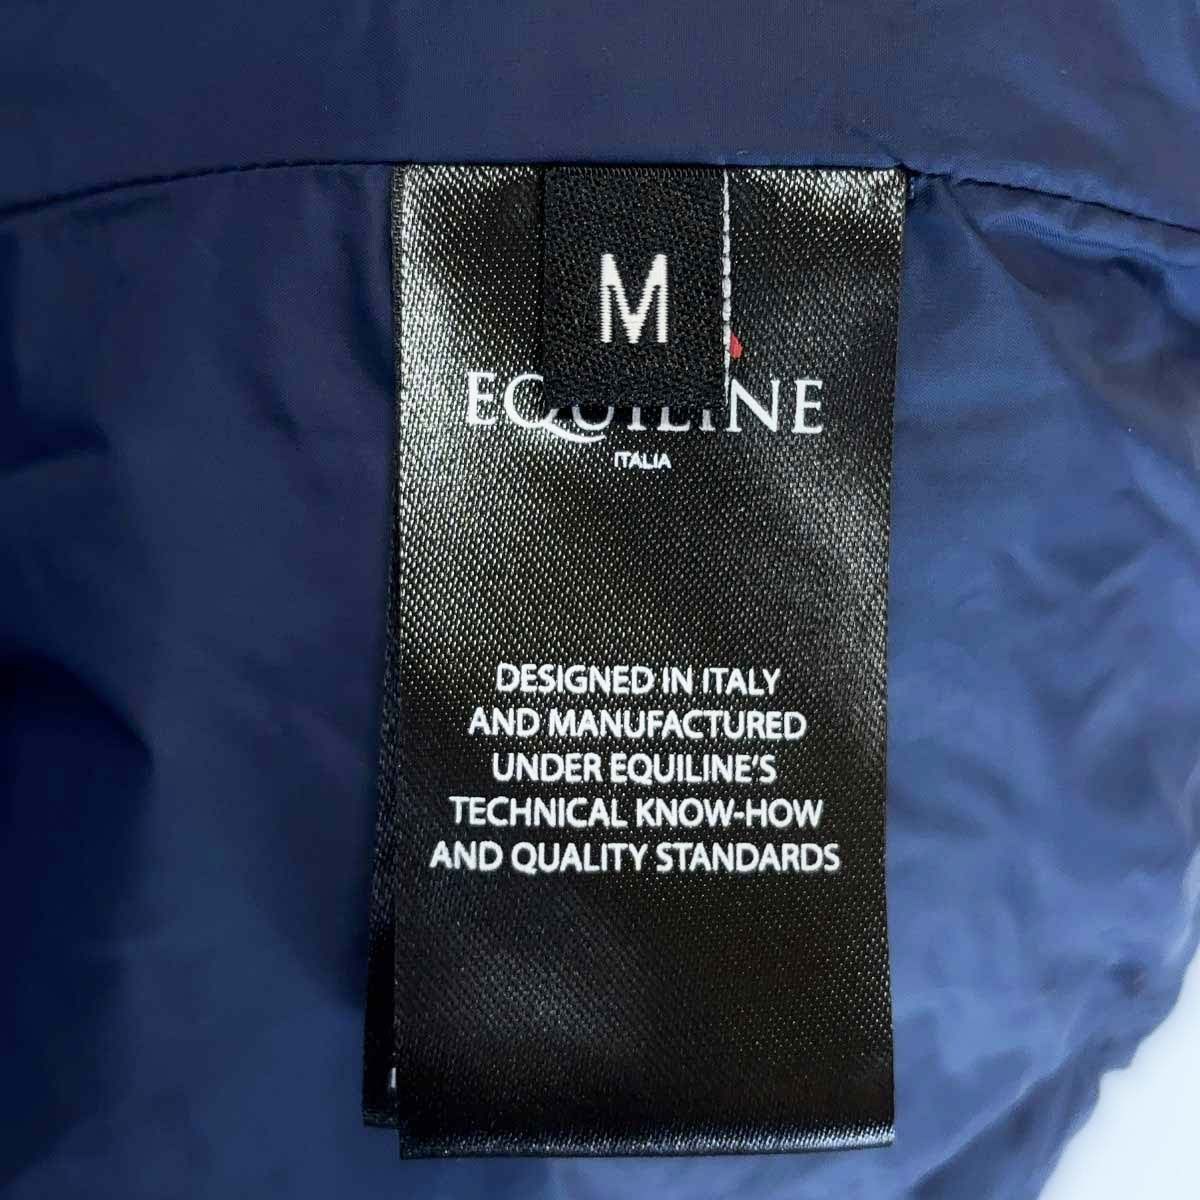 M
EQUILINE
ITALIA
DESIGNED IN ITALY
AND MANUFACTURED
UNDER EQUILINE'S
TECHNICAL KNOW-HOW
AND QUALITY STANDARDS